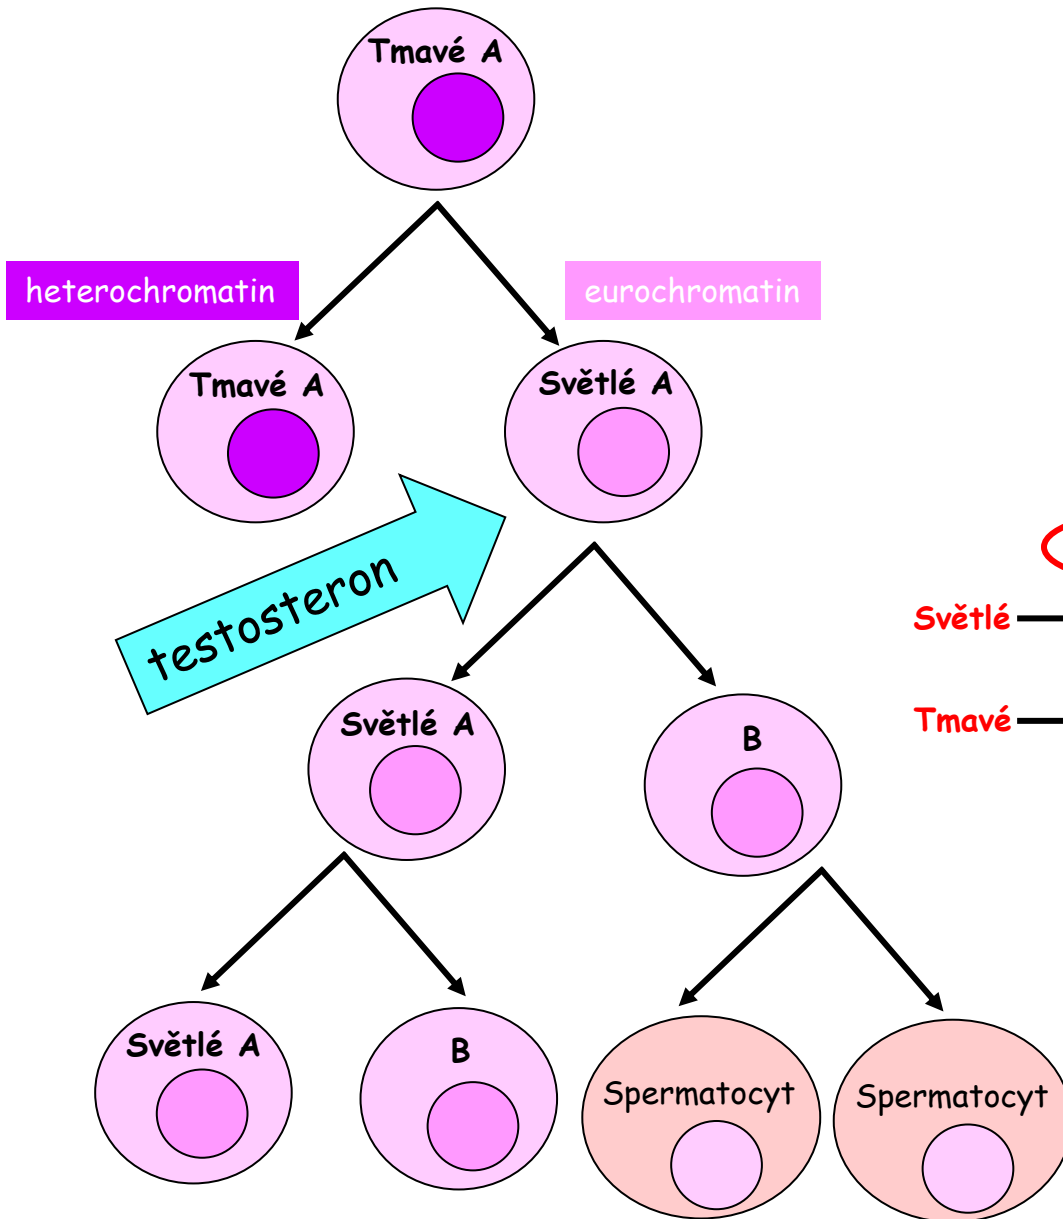 Tmavé A
heterochromatin
eurochromatin
Tmavé A
Světlé A
testosteron
Světlé
Tmavé
Světlé A
B
Světlé A
B
Spermatocyt
Spermatocyt